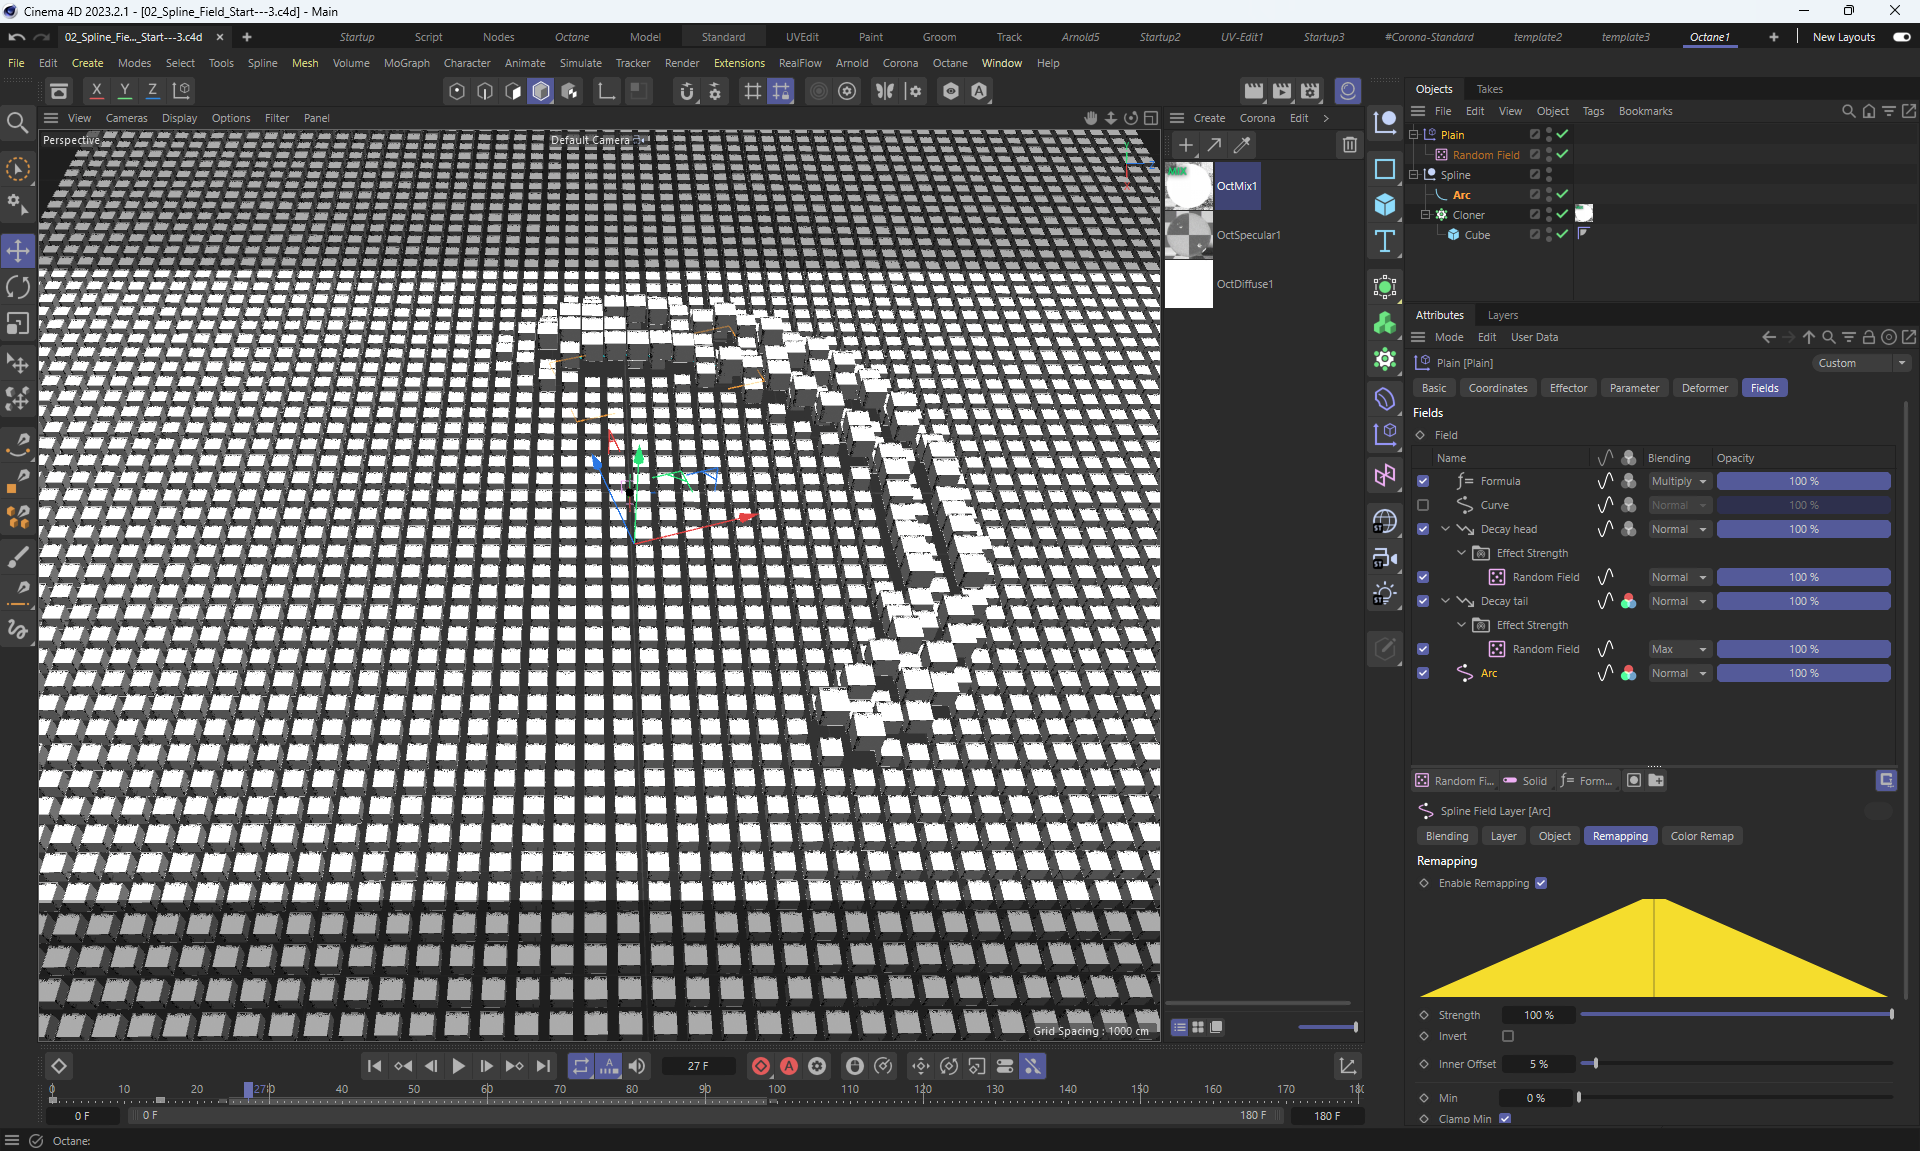 Cinema 4D 2023.2.1 - [02_Spline_Field_Start---3.c4d] - Main
02_Spline_Fie..._Start---3.c4d
Startup Script Nodes Octane Model Standard UVEdit Paint Groom Track Arnold5 Startup2 UV-Edit1 Startup3 #Corona-Standard template2 template3 Octane1 New Layouts
File Edit Create Modes Select Tools Spline Mesh Volume MoGraph Character Animate Simulate Tracker Render Extensions RealFlow Arnold Corona Octane Window Help
X Y Z
Objects Takes
View Cameras Display Options Filter Panel
Create Corona Edit
File Edit View Object Tags Bookmarks
Perspective
Default Camera
Plain
Random Field
Spline
Arc
Cloner
Cube
Mix
OctMix1
OctSpecular1
OctDiffuse1
Attributes Layers
Mode Edit User Data
Plain [Plain]
Custom
Basic Coordinates Effector Parameter Deformer Fields
Fields
Field
Name Blending Opacity
Formula Multiply 100 %
Curve Normal 100 %
Decay head Normal 100 %
Effect Strength
Random Field Normal 100 %
Decay tail Normal 100 %
Effect Strength
Random Field Max 100 %
Arc Normal 100 %
Random Fi... Solid Form...
Spline Field Layer [Arc]
Blending Layer Object Remapping Color Remap
Remapping
Enable Remapping
Strength 100 %
Invert
Inner Offset 5 %
Min 0 %
Clamp Min
Grid Spacing : 1000 cm
27 F
0 10 20 27 40 50 60 70 80 90 100 110 120 130 140 150 160 170
0 F 0 F 180 F 180 F
Octane: